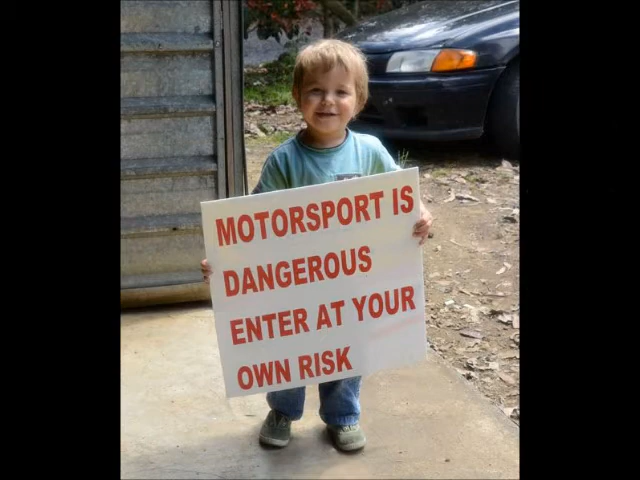 MOTORSPORT IS
DANGEROUS
ENTER AT YOUR
OWN RISK